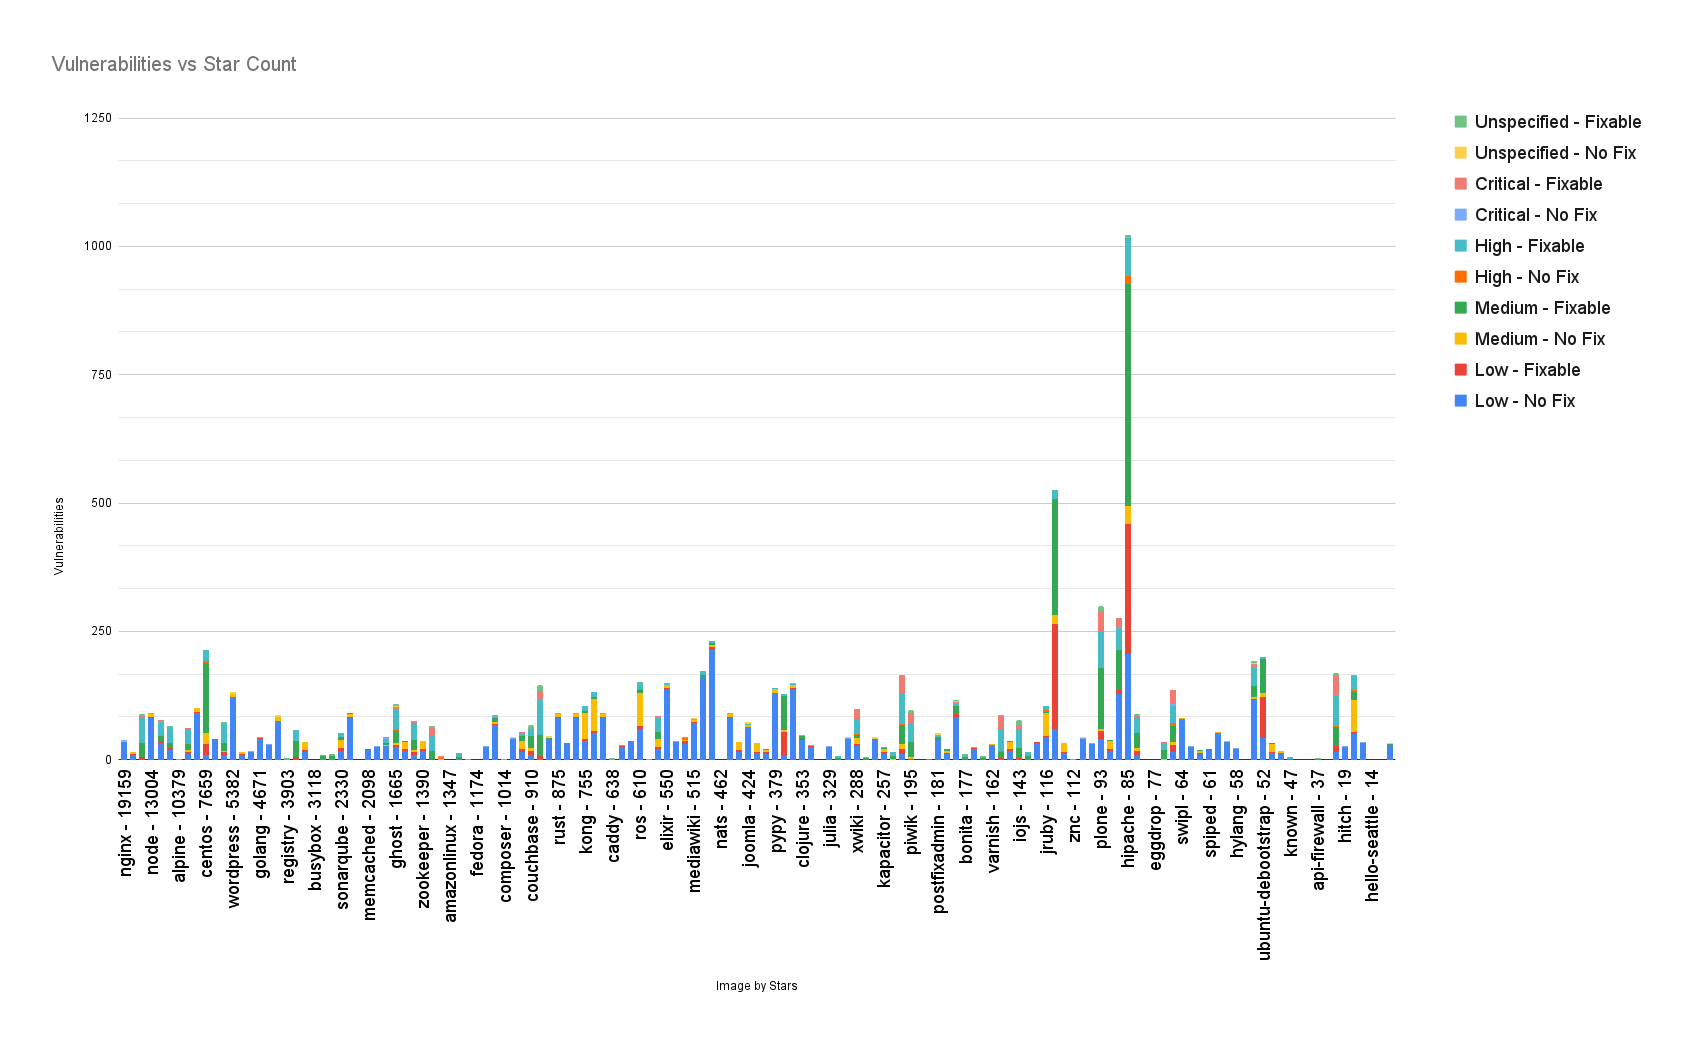 Vulnerabilities vs Star Count
1250
1000
750
500
250
0
Vulnerabilities
nginx - 19159
node - 13004
alpine - 10379
centos - 7659
wordpress - 5382
golang - 4671
registry - 3903
busybox - 3118
sonarqube - 2330
memcached - 2098
ghost - 1665
zookeeper - 1390
amazonlinux - 1347
fedora - 1174
composer - 1014
couchbase - 910
rust - 875
kong - 755
caddy - 638
ros - 610
elixir - 550
mediawiki - 515
nats - 462
joomla - 424
pypy - 379
clojure - 353
julia - 329
xwiki - 288
kapacitor - 257
piwik - 195
postfixadmin - 181
bonita - 177
varnish - 162
iojs - 143
jruby - 116
znc - 112
plone - 93
hipache - 85
eggdrop - 77
swipl - 64
spiped - 61
hylang - 58
ubuntu-debootstrap - 52
known - 47
api-firewall - 37
hitch - 19
hello-seattle - 14
Image by Stars
Unspecified - Fixable
Unspecified - No Fix
Critical - Fixable
Critical - No Fix
High - Fixable
High - No Fix
Medium - Fixable
Medium - No Fix
Low - Fixable
Low - No Fix